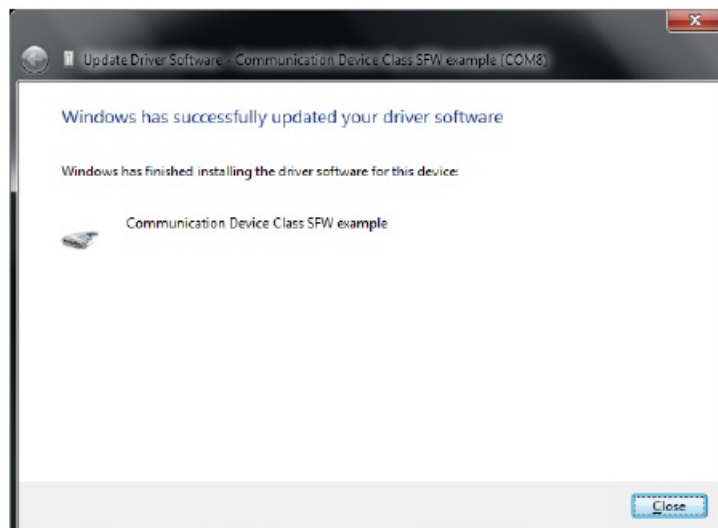 Update Driver Software - Communication Device Class SFW example (COM8)
Windows has successfully updated your driver software
Windows has finished installing the driver software for this device:
Communication Device Class SFW example
Close